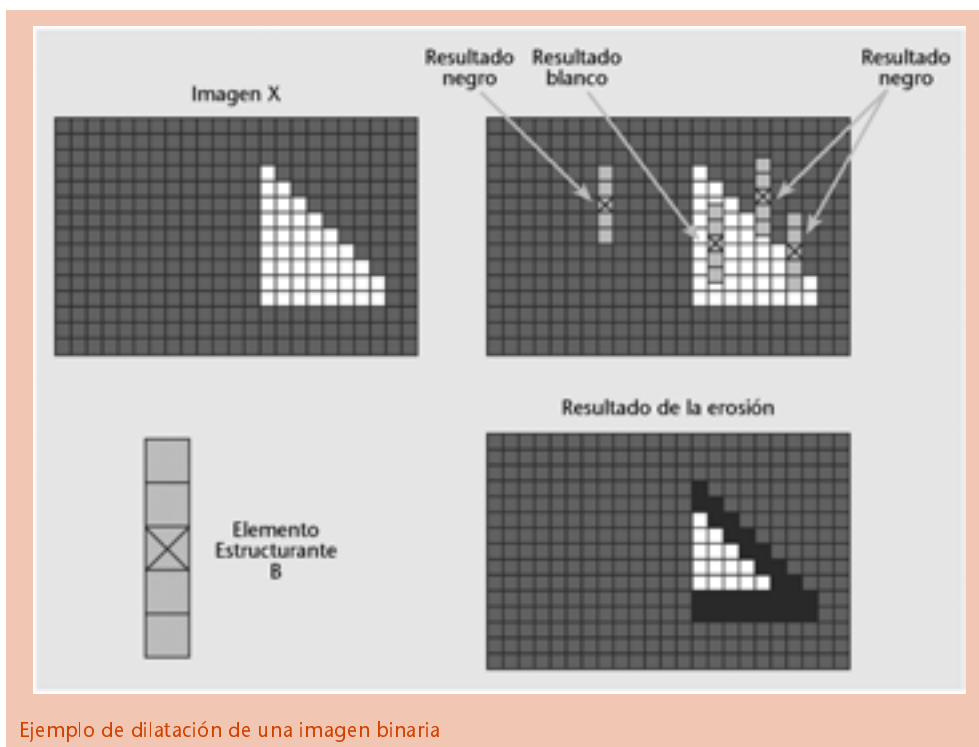 Resultado
negro
Resultado
blanco
Resultado
negro
Imagen X
Resultado de la erosión
Elemento
Estructurante
B
Ejemplo de dilatación de una imagen binaria